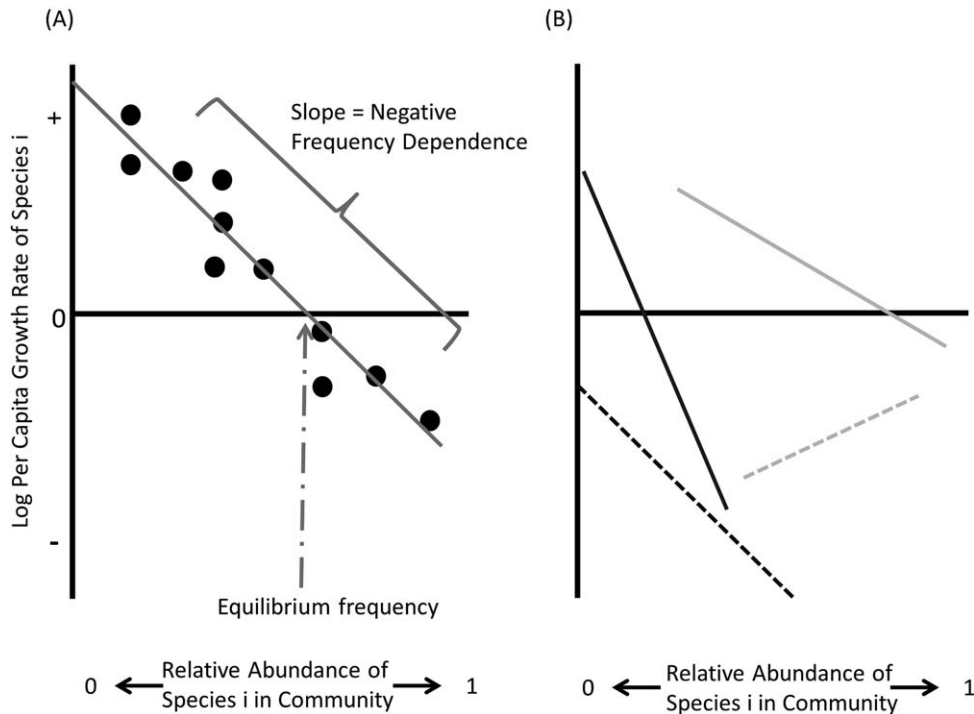 (A)
Log Per Capita Growth Rate of Species i
+
0
-
Slope = Negative
Frequency Dependence
Equilibrium frequency
0
Relative Abundance of
Species i in Community
1
(B)
0
Relative Abundance of
Species i in Community
1